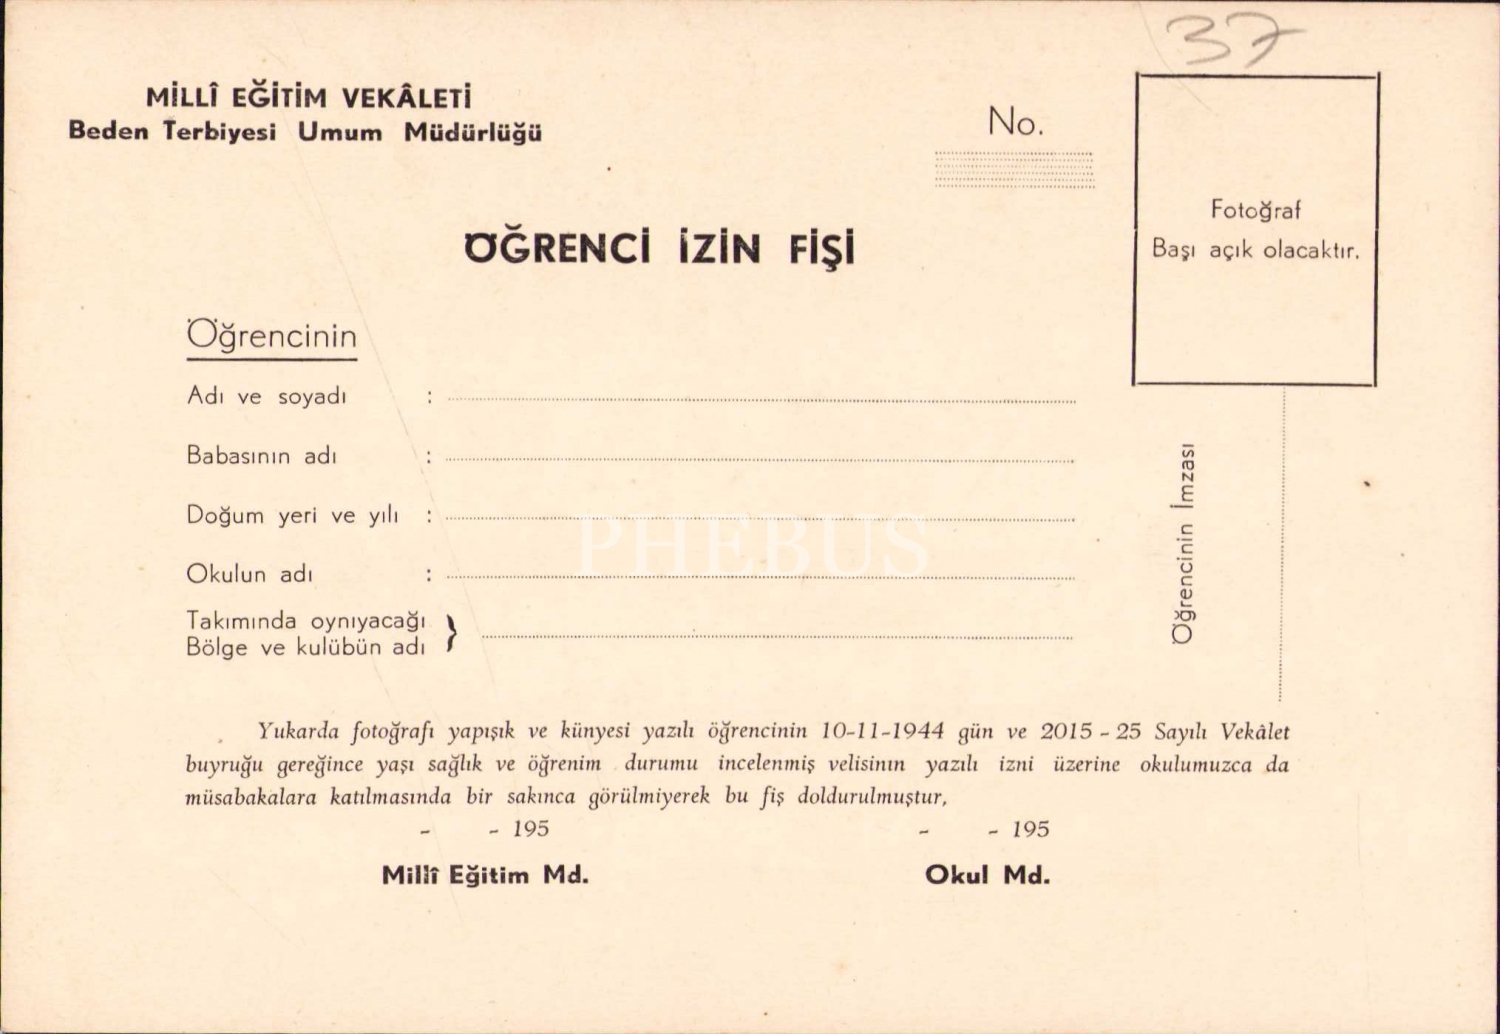 37
MİLLÎ EĞİTİM VEKÂLETİ
Beden Terbiyesi Umum Müdürlüğü
No.
Fotoğraf
Başı açık olacaktır.
ÖĞRENCİ İZİN FİŞİ
Öğrencinin
Adı ve soyadı :
Babasının adı :
Doğum yeri ve yılı :
Okulun adı :
Takımında oynıyacağı
Bölge ve kulübün adı }
Öğrencinin İmzası
PHEBUS
Yukarda fotoğrafı yapışık ve künyesi yazılı öğrencinin 10-11-1944 gün ve 2015 - 25 Sayılı Vekâlet
buyruğu gereğince yaşı sağlık ve öğrenim durumu incelenmiş velisinin yazılı izni üzerine okulumuzca da
müsabakalara katılmasında bir sakınca görülmiyerek bu fiş doldurulmuştur,
- - 195 - - 195
Millî Eğitim Md. Okul Md.